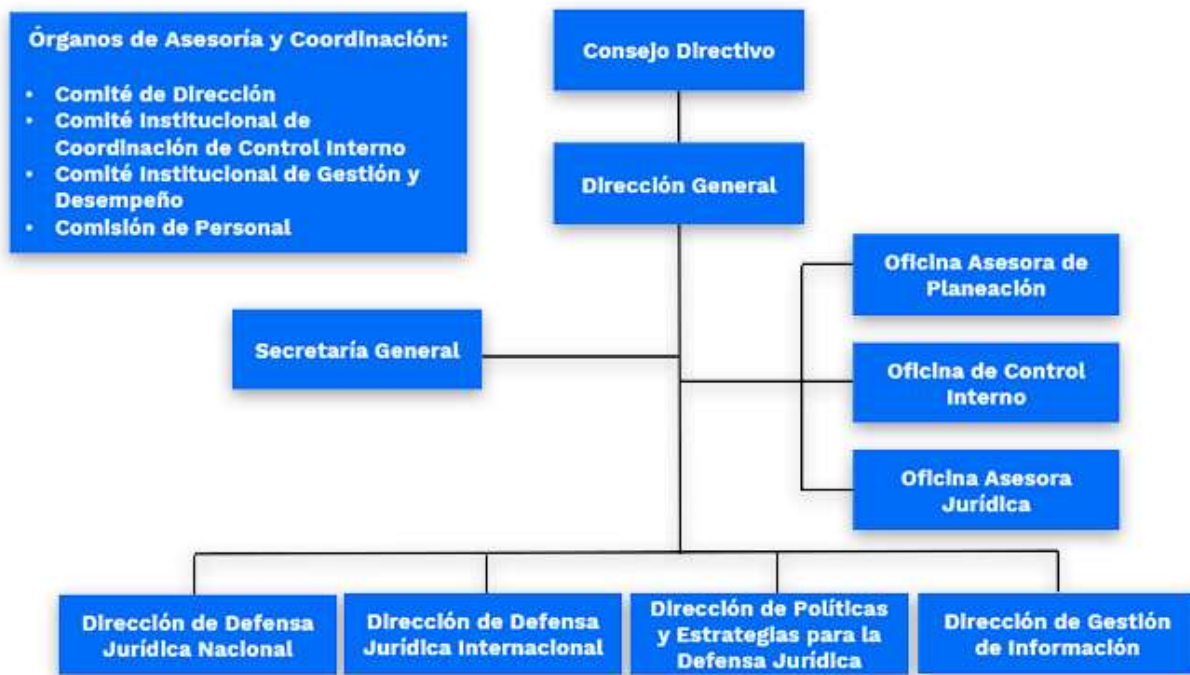 Órganos de Asesoría y Coordinación:
• Comité de Dirección
• Comité Institucional de
Coordinación de Control Interno
• Comité Institucional de Gestión y
Desempeño
• Comisión de Personal
Consejo Directivo
Dirección General
Oficina Asesora de
Planeación
Secretaría General
Oficina de Control
Interno
Oficina Asesora
Jurídica
Dirección de Defensa
Jurídica Nacional
Dirección de Defensa
Jurídica Internacional
Dirección de Políticas
y Estrategias para la
Defensa Jurídica
Dirección de Gestión
de Información